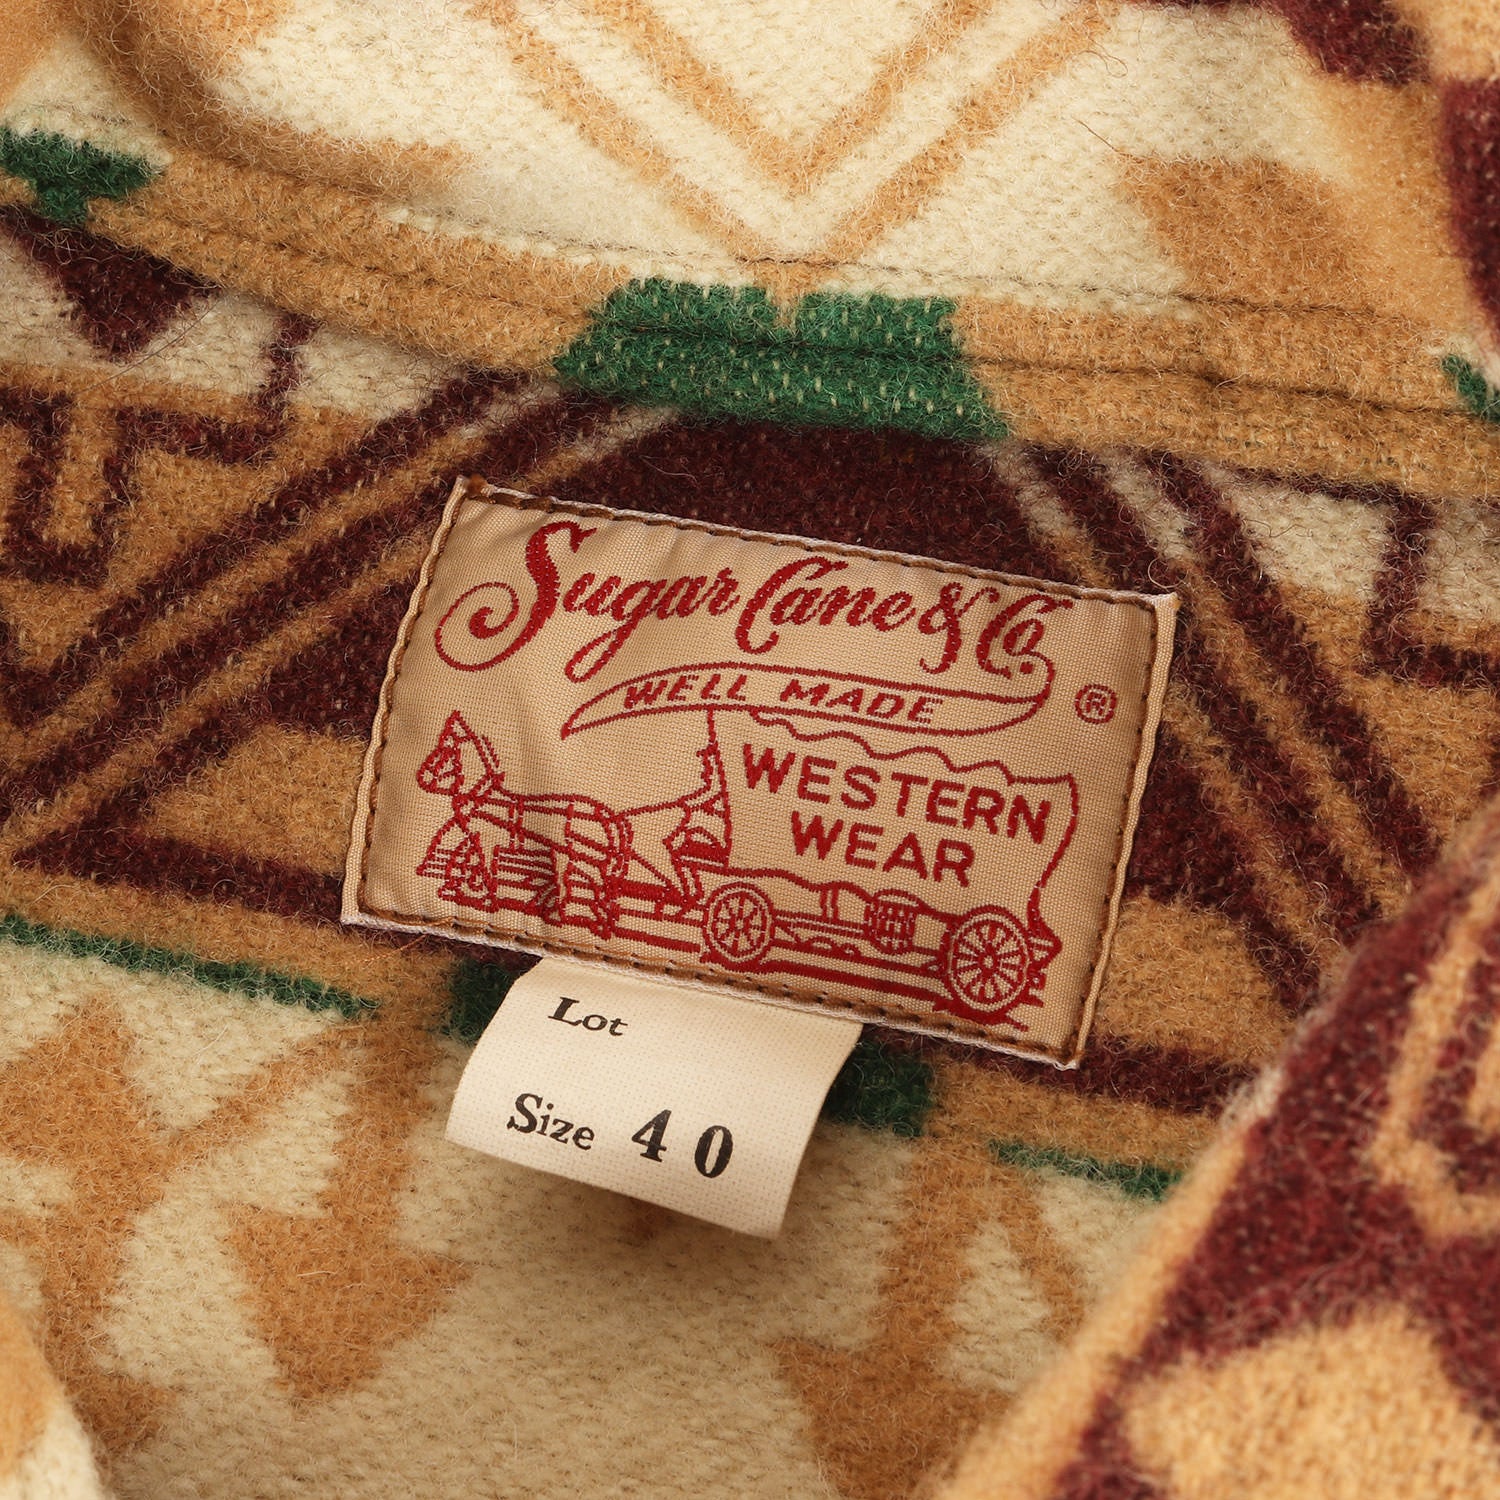 Sugar Cane & Co.
WELL MADE
®
WESTERN
WEAR
Lot
Size 40